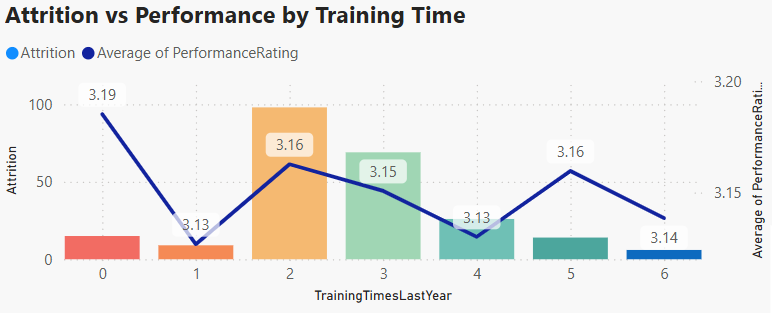 Attrition vs Performance by Training Time
Attrition Average of PerformanceRating
3.20
3.19
100
3.16
3.16
3.15
3.15
50
3.13
3.13
3.14
0
0 1 2 3 4 5 6
TrainingTimesLastYear
Attrition
Average of PerformanceRati...